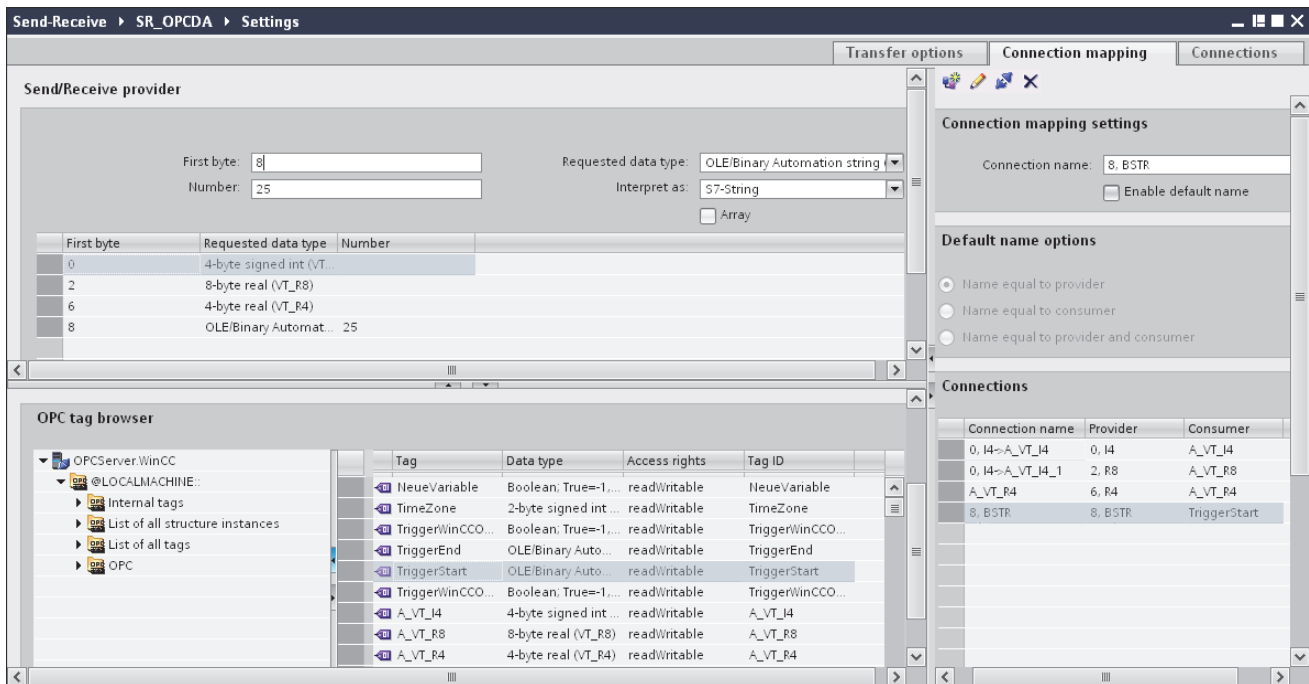 Send-Receive ▸ SR_OPCDA ▸ Settings
Transfer options Connection mapping Connections
Send/Receive provider
First byte: 8 Requested data type: OLE/Binary Automation string (
Number: 25 Interpret as: S7-String
Array
First byte Requested data type Number
0 4-byte signed int (VT...
2 8-byte real (VT_R8)
6 4-byte real (VT_R4)
8 OLE/Binary Automat... 25
OPC tag browser
OPCServer.WinCC
@LOCALMACHINE::
Internal tags
List of all structure instances
List of all tags
OPC
Tag Data type Access rights Tag ID
NeueVariable Boolean; True=-1,... readWritable NeueVariable
TimeZone 2-byte signed int ... readWritable TimeZone
TriggerWinCCO... Boolean; True=-1,... readWritable TriggerWinCCO...
TriggerEnd OLE/Binary Auto... readWritable TriggerEnd
TriggerStart OLE/Binary Auto... readWritable TriggerStart
TriggerWinCCO... Boolean; True=-1,... readWritable TriggerWinCCO...
A_VT_I4 4-byte signed int ... readWritable A_VT_I4
A_VT_R8 8-byte real (VT_R8) readWritable A_VT_R8
A_VT_R4 4-byte real (VT_R4) readWritable A_VT_R4
Connection mapping settings
Connection name: 8, BSTR
Enable default name
Default name options
Name equal to provider
Name equal to consumer
Name equal to provider and consumer
Connections
Connection name Provider Consumer
0, I4->A_VT_I4 0, I4 A_VT_I4
0, I4->A_VT_I4_1 2, R8 A_VT_R8
A_VT_R4 6, R4 A_VT_R4
8, BSTR 8, BSTR TriggerStart